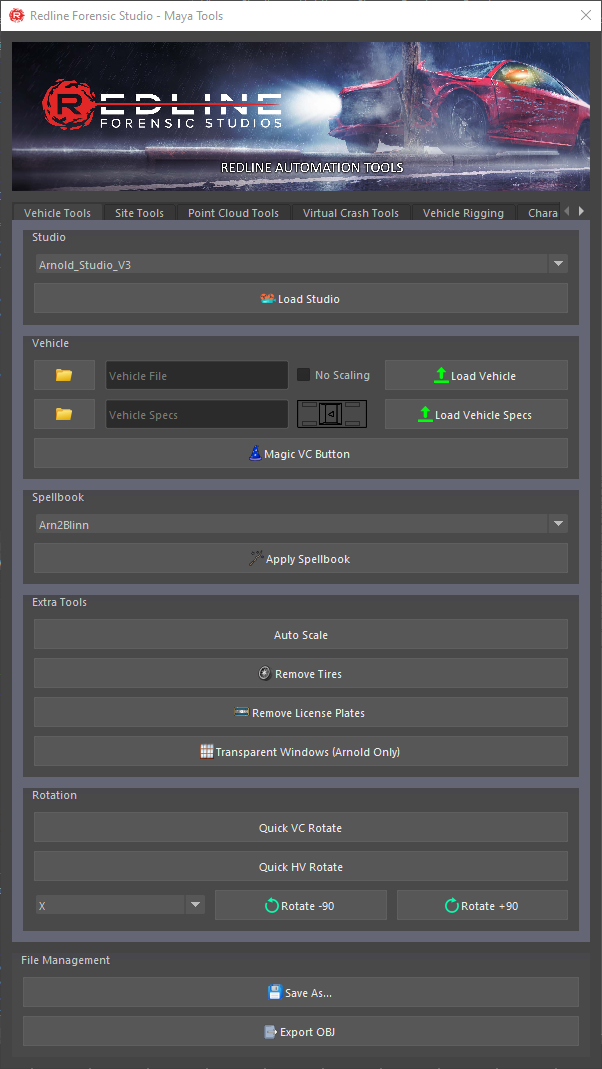 Redline Forensic Studio - Maya Tools
REDLINE
FORENSIC STUDIOS
REDLINE AUTOMATION TOOLS
Vehicle Tools Site Tools Point Cloud Tools Virtual Crash Tools Vehicle Rigging Chara
Studio
Arnold_Studio_V3
Load Studio
Vehicle
Vehicle File No Scaling Load Vehicle
Vehicle Specs Load Vehicle Specs
Magic VC Button
Spellbook
Arn2Blinn
Apply Spellbook
Extra Tools
Auto Scale
Remove Tires
Remove License Plates
Transparent Windows (Arnold Only)
Rotation
Quick VC Rotate
Quick HV Rotate
X Rotate -90 Rotate +90
File Management
Save As...
Export OBJ